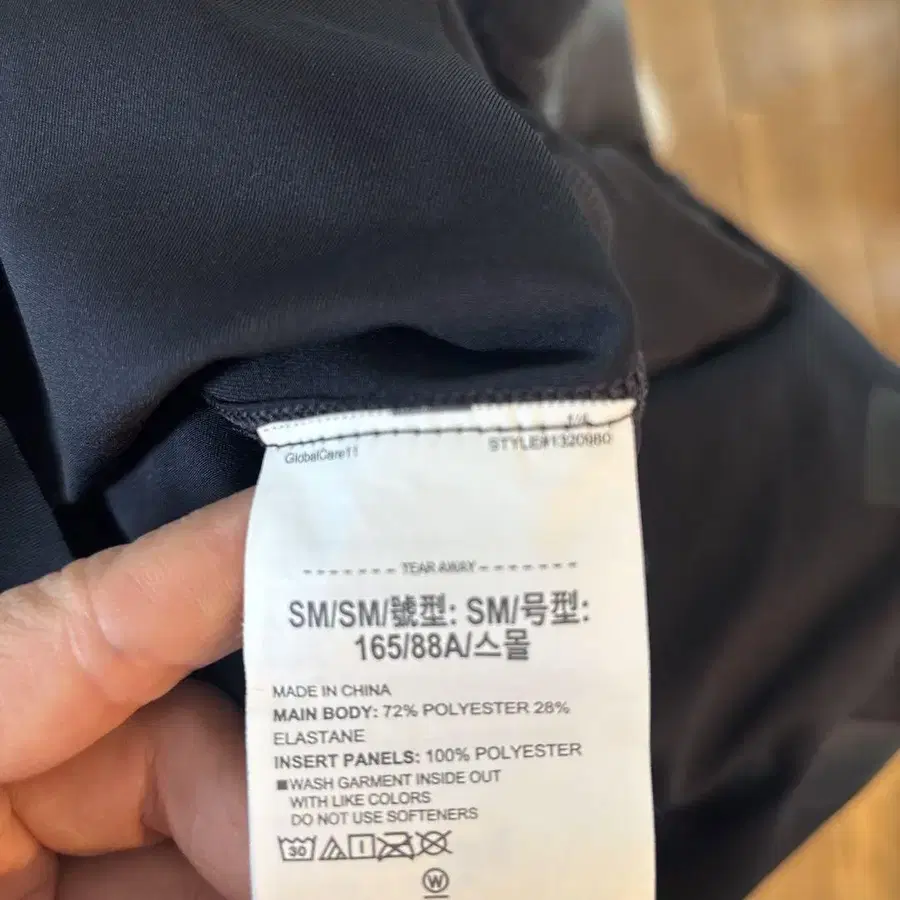 1/4
GlobalCare11 STYLE#1320980
TEAR AWAY
SM/SM/號型: SM/号型:
165/88A/스몰
MADE IN CHINA
MAIN BODY: 72% POLYESTER 28%
ELASTANE
INSERT PANELS: 100% POLYESTER
WASH GARMENT INSIDE OUT
WITH LIKE COLORS
DO NOT USE SOFTENERS
30
W